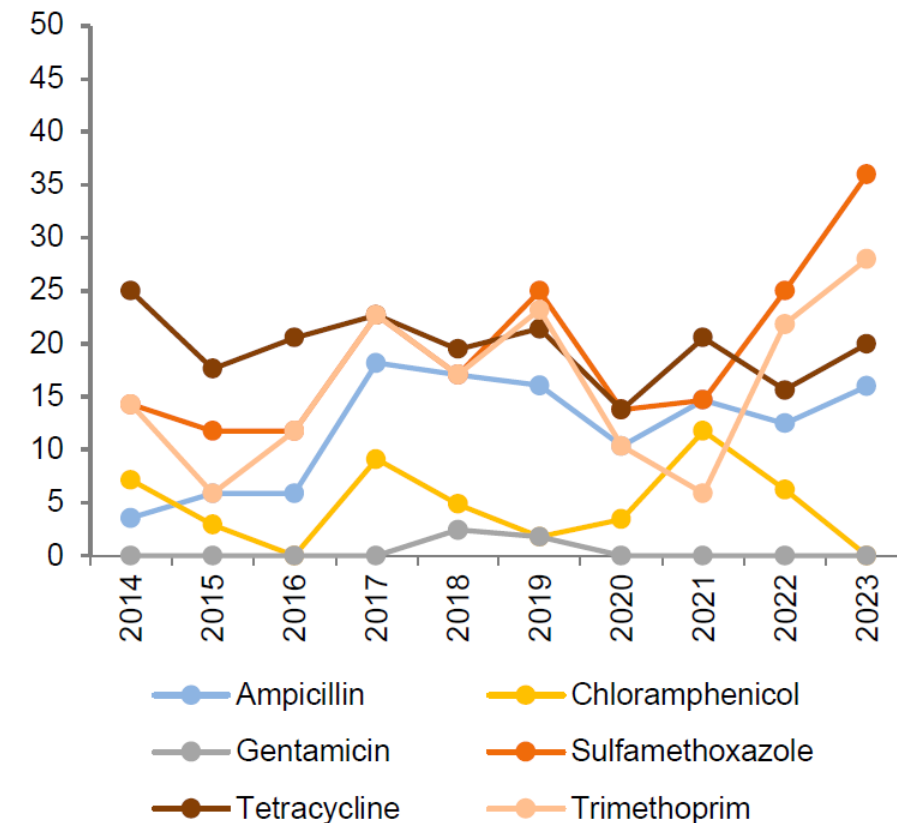 50
45
40
35
30
25
20
15
10
5
0
2014 2015 2016 2017 2018 2019 2020 2021 2022 2023
Ampicillin Chloramphenicol
Gentamicin Sulfamethoxazole
Tetracycline Trimethoprim